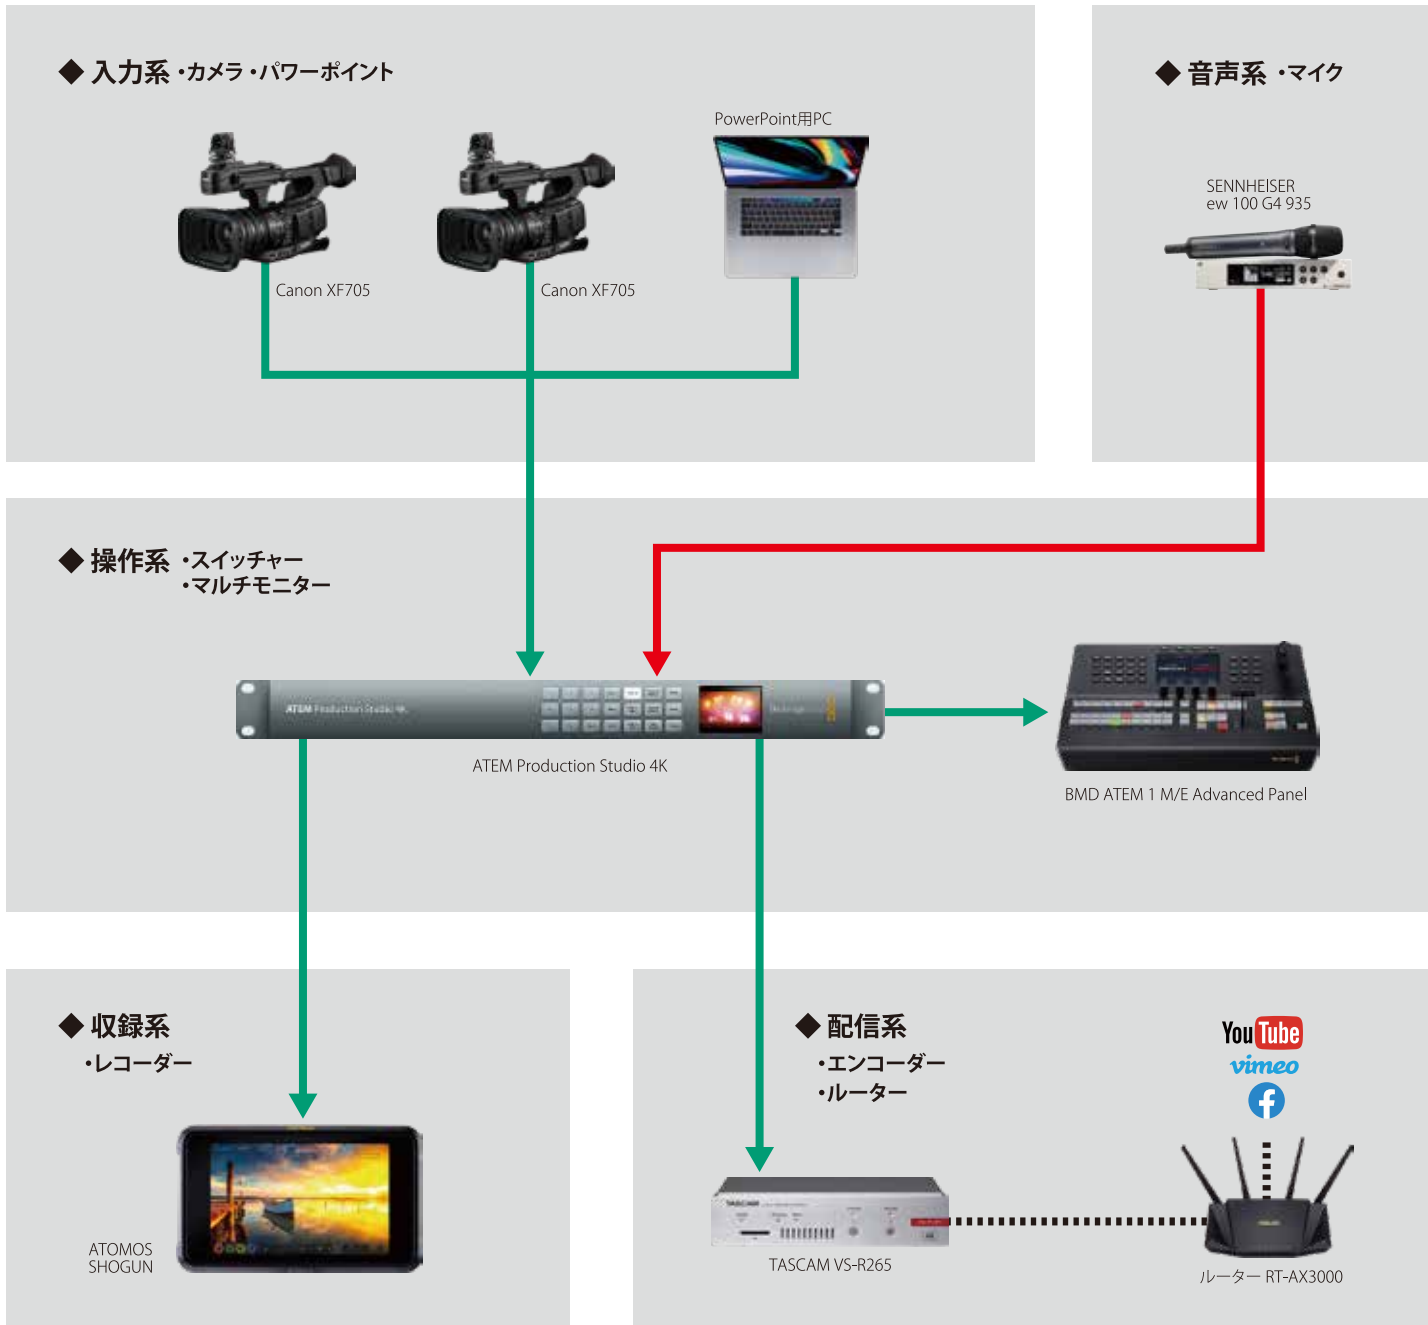 ◆ 入力系 ・カメラ・パワーポイント
PowerPoint用PC
Canon XF705
Canon XF705
◆ 音声系 ・マイク
SENNHEISER
ew 100 G4 935
◆ 操作系 ・スイッチャー
・マルチモニター
ATEM Production Studio 4K
ATEM Production Studio 4K
BMD ATEM 1 M/E Advanced Panel
◆ 収録系
・レコーダー
ATOMOS
SHOGUN
◆ 配信系
・エンコーダー
・ルーター
YouTube
vimeo
TASCAM
TASCAM VS-R265
ルーター RT-AX3000